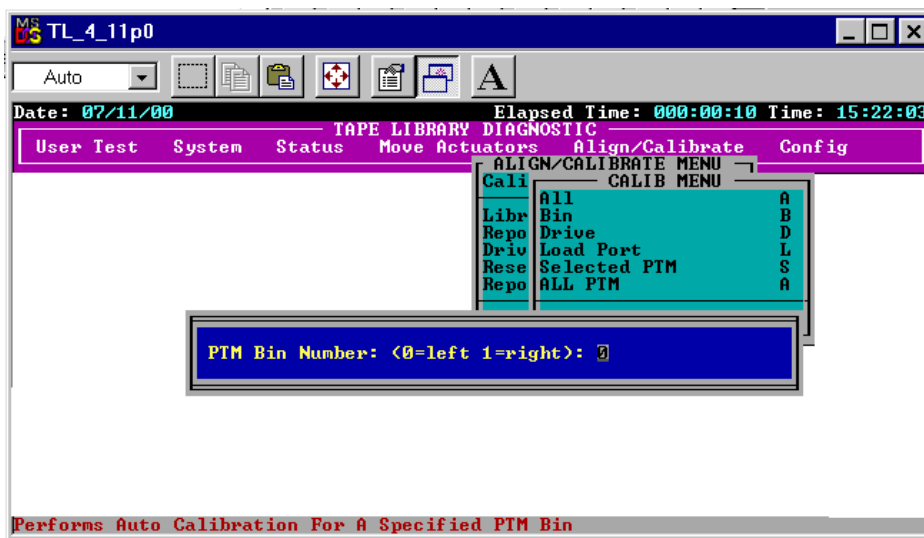 TL_4_11p0
Auto
A
Date: 07/11/00 Elapsed Time: 000:00:10 Time: 15:22:03
TAPE LIBRARY DIAGNOSTIC
User Test System Status Move Actuators Align/Calibrate Config
ALIGN/CALIBRATE MENU
Cali
CALIB MENU
All A
Libr
Bin B
Repo
Drive D
Driv
Load Port L
Rese
Selected PTM S
Repo
ALL PTM A
PTM Bin Number: (0=left 1=right): 0
Performs Auto Calibration For A Specified PTM Bin